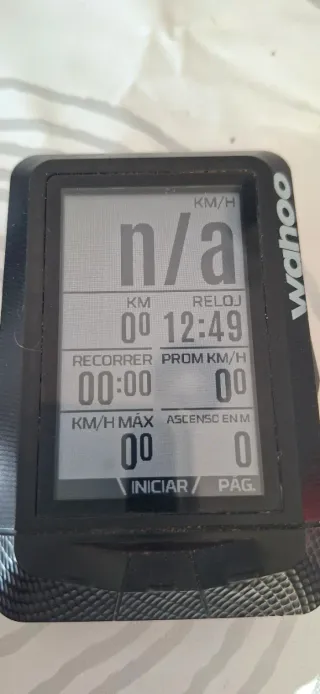 wahoo
KM/H
n/a
KM RELOJ
0⁰ 12:49
RECORRER PROM KM/H
00:00 0⁰
KM/H MÁX ASCENSO EN M
0⁰ 0
INICIAR PÁG.